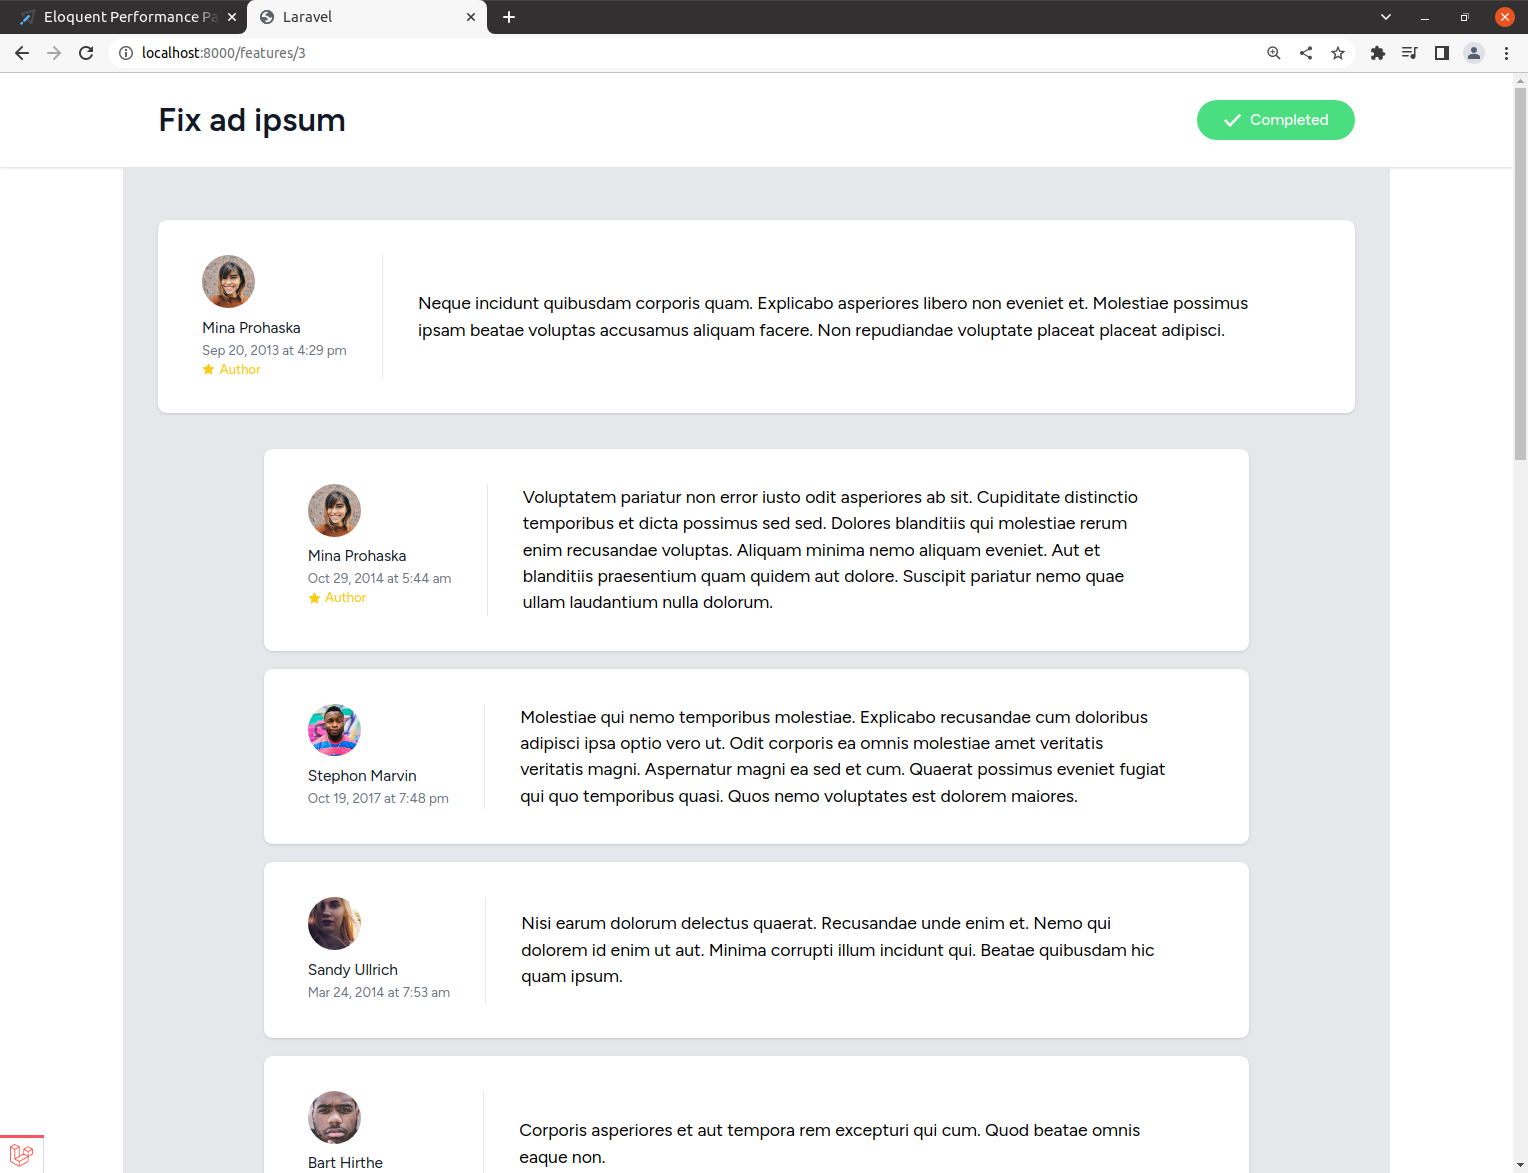 Eloquent Performance Pa
Laravel
localhost:8000/features/3
Fix ad ipsum
Completed
Mina Prohaska
Sep 20, 2013 at 4:29 pm
Author
Neque incidunt quibusdam corporis quam. Explicabo asperiores libero non eveniet et. Molestiae possimus
ipsam beatae voluptas accusamus aliquam facere. Non repudiandae voluptate placeat placeat adipisci.
Mina Prohaska
Oct 29, 2014 at 5:44 am
Author
Voluptatem pariatur non error iusto odit asperiores ab sit. Cupiditate distinctio
temporibus et dicta possimus sed sed. Dolores blanditiis qui molestiae rerum
enim recusandae voluptas. Aliquam minima nemo aliquam eveniet. Aut et
blanditiis praesentium quam quidem aut dolore. Suscipit pariatur nemo quae
ullam laudantium nulla dolorum.
Stephon Marvin
Oct 19, 2017 at 7:48 pm
Molestiae qui nemo temporibus molestiae. Explicabo recusandae cum doloribus
adipisci ipsa optio vero ut. Odit corporis ea omnis molestiae amet veritatis
veritatis magni. Aspernatur magni ea sed et cum. Quaerat possimus eveniet fugiat
qui quo temporibus quasi. Quos nemo voluptates est dolorem maiores.
Sandy Ullrich
Mar 24, 2014 at 7:53 am
Nisi earum dolorum delectus quaerat. Recusandae unde enim et. Nemo qui
dolorem id enim ut aut. Minima corrupti illum incidunt qui. Beatae quibusdam hic
quam ipsum.
Bart Hirthe
Corporis asperiores et aut tempora rem excepturi qui cum. Quod beatae omnis
eaque non.